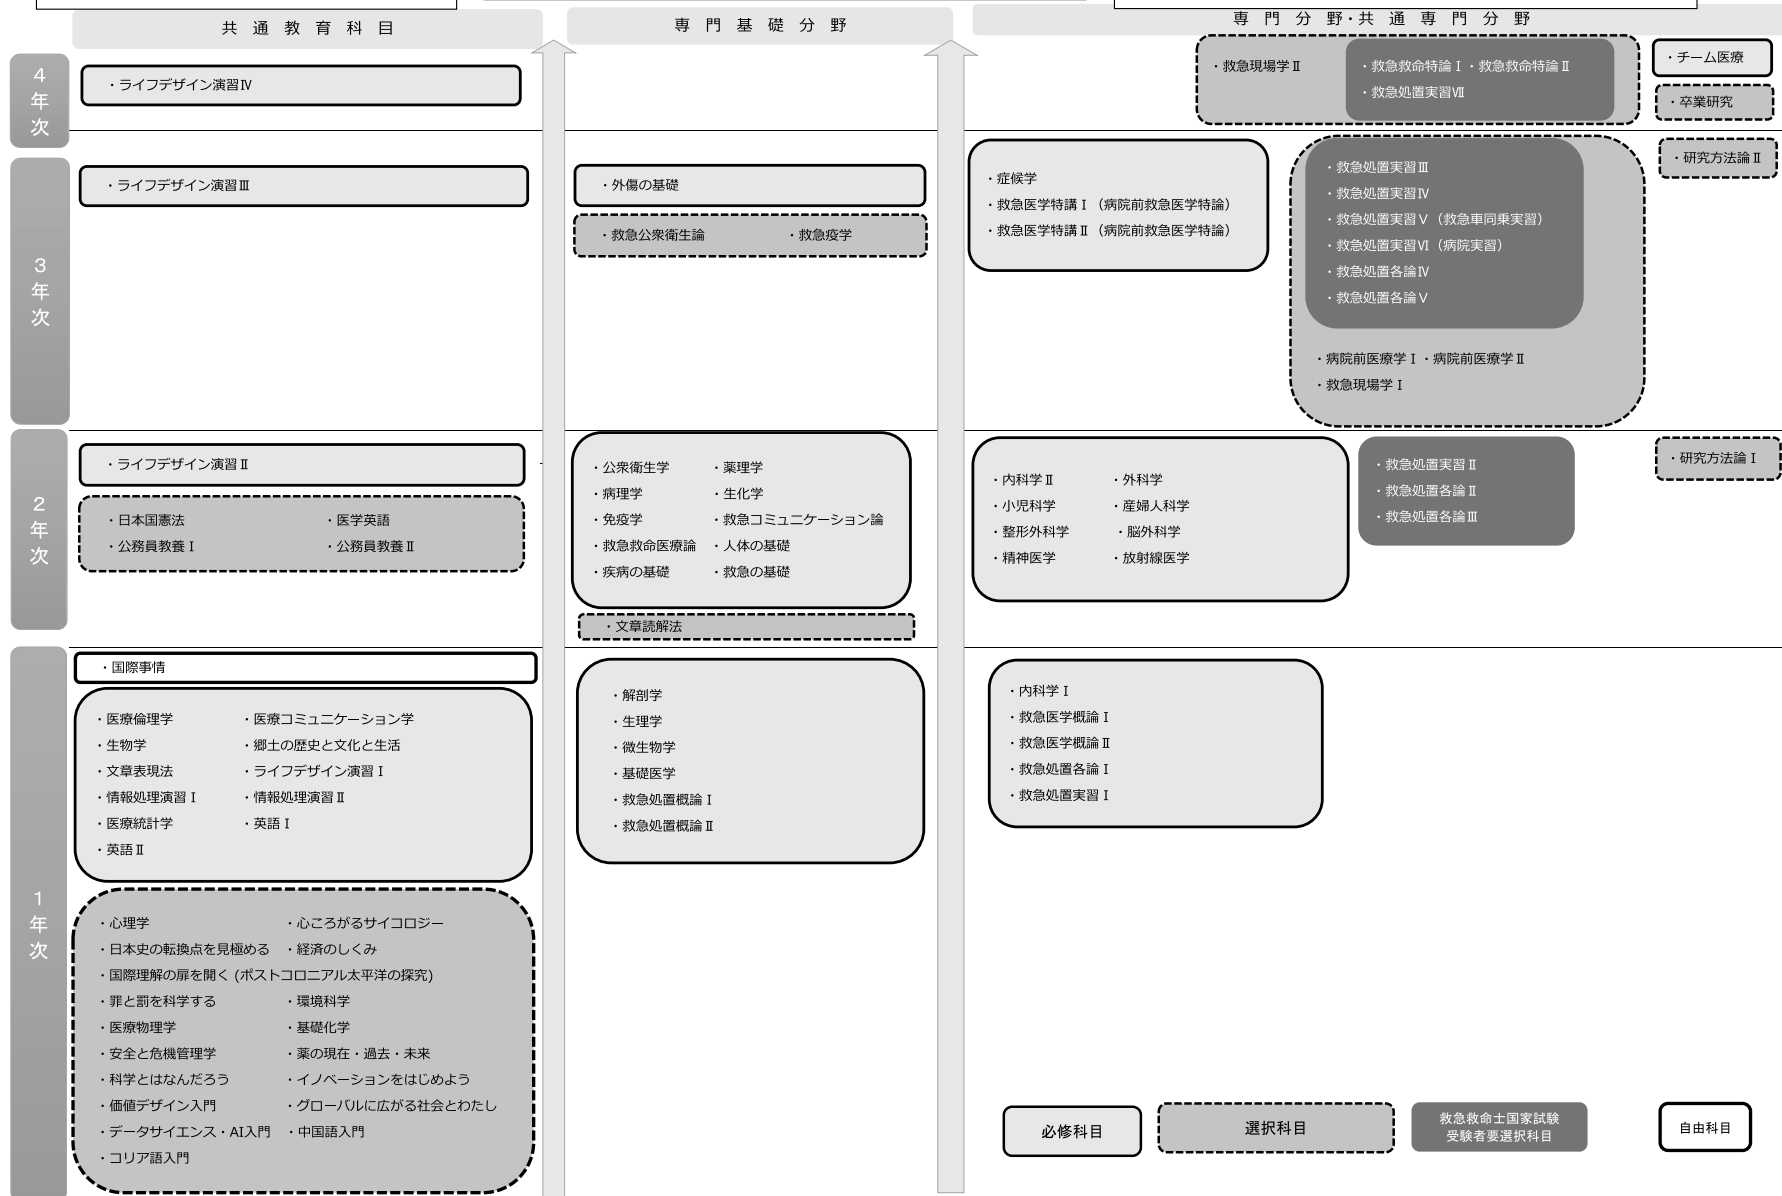 共 通 教 育 科 目
専 門 基 礎 分 野
専 門 分 野・共 通 専 門 分 野
4年次
・ライフデザイン演習Ⅳ
・救急現場学Ⅱ
・救急救命特論Ⅰ ・救急救命特論Ⅱ
・救急処置実習Ⅶ
・チーム医療
・卒業研究
3年次
・ライフデザイン演習Ⅲ
・外傷の基礎
・救急公衆衛生論 ・救急疫学
・症候学
・救急医学特講Ⅰ（病院前救急医学特論）
・救急医学特講Ⅱ（病院前救急医学特論）
・救急処置実習Ⅲ
・救急処置実習Ⅳ
・救急処置実習Ⅴ（救急車同乗実習）
・救急処置実習Ⅵ（病院実習）
・救急処置各論Ⅳ
・救急処置各論Ⅴ
・病院前医療学Ⅰ ・病院前医療学Ⅱ
・救急現場学Ⅰ
・研究方法論Ⅱ
2年次
・ライフデザイン演習Ⅱ
・日本国憲法 ・医学英語
・公務員教養Ⅰ ・公務員教養Ⅱ
・公衆衛生学 ・薬理学
・病理学 ・生化学
・免疫学 ・救急コミュニケーション論
・救急救命医療論 ・人体の基礎
・疾病の基礎 ・救急の基礎
・文章読解法
・内科学Ⅱ ・外科学
・小児科学 ・産婦人科学
・整形外科学 ・脳外科学
・精神医学 ・放射線医学
・救急処置実習Ⅱ
・救急処置各論Ⅱ
・救急処置各論Ⅲ
・研究方法論Ⅰ
1年次
・国際事情
・医療倫理学 ・医療コミュニケーション学
・生物学 ・郷土の歴史と文化と生活
・文章表現法 ・ライフデザイン演習Ⅰ
・情報処理演習Ⅰ ・情報処理演習Ⅱ
・医療統計学 ・英語Ⅰ
・英語Ⅱ
・心理学 ・心ころがるサイコロジー
・日本史の転換点を見極める ・経済のしくみ
・国際理解の扉を開く (ポストコロニアル太平洋の探究)
・罪と罰を科学する ・環境科学
・医療物理学 ・基礎化学
・安全と危機管理学 ・薬の現在・過去・未来
・科学とはなんだろう ・イノベーションをはじめよう
・価値デザイン入門 ・グローバルに広がる社会とわたし
・データサイエンス・AI入門 ・中国語入門
・コリア語入門
・解剖学
・生理学
・微生物学
・基礎医学
・救急処置概論Ⅰ
・救急処置概論Ⅱ
・内科学Ⅰ
・救急医学概論Ⅰ
・救急医学概論Ⅱ
・救急処置各論Ⅰ
・救急処置実習Ⅰ
必修科目
選択科目
救急救命士国家試験
受験者要選択科目
自由科目